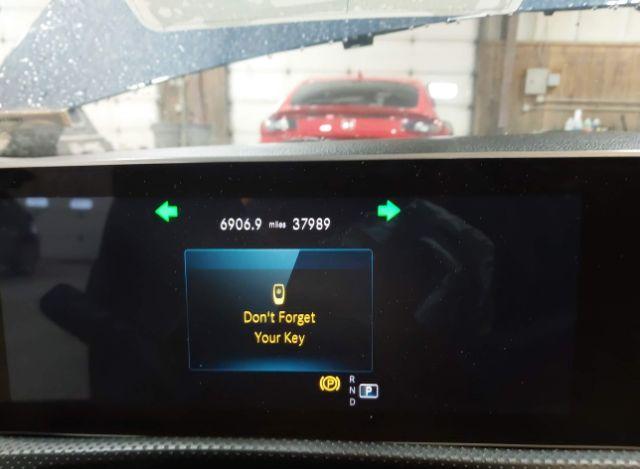 6906.9 miles 37989
Don't Forget
Your Key
(P)
R
N P
D